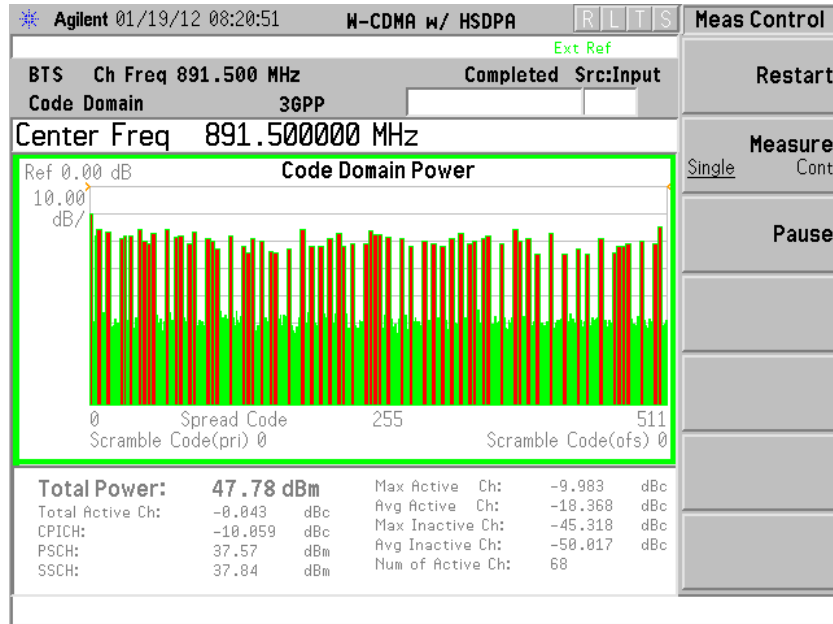 Agilent 01/19/12 08:20:51 W-CDMA w/ HSDPA R L T S Meas Control
Ext Ref
BTS Ch Freq 891.500 MHz Completed Src:Input
Code Domain 3GPP
Restart
Center Freq 891.500000 MHz
Measure
Single Cont
Ref 0.00 dB Code Domain Power
10.00
dB/
Pause
0 Spread Code 255 511
Scramble Code(pri) 0 Scramble Code(ofs) 0
Total Power: 47.78 dBm
Total Active Ch: -0.043 dBc
CPICH: -10.059 dBc
PSCH: 37.57 dBm
SSCH: 37.84 dBm
Max Active Ch: -9.983 dBc
Avg Active Ch: -18.368 dBc
Max Inactive Ch: -45.318 dBc
Avg Inactive Ch: -50.017 dBc
Num of Active Ch: 68